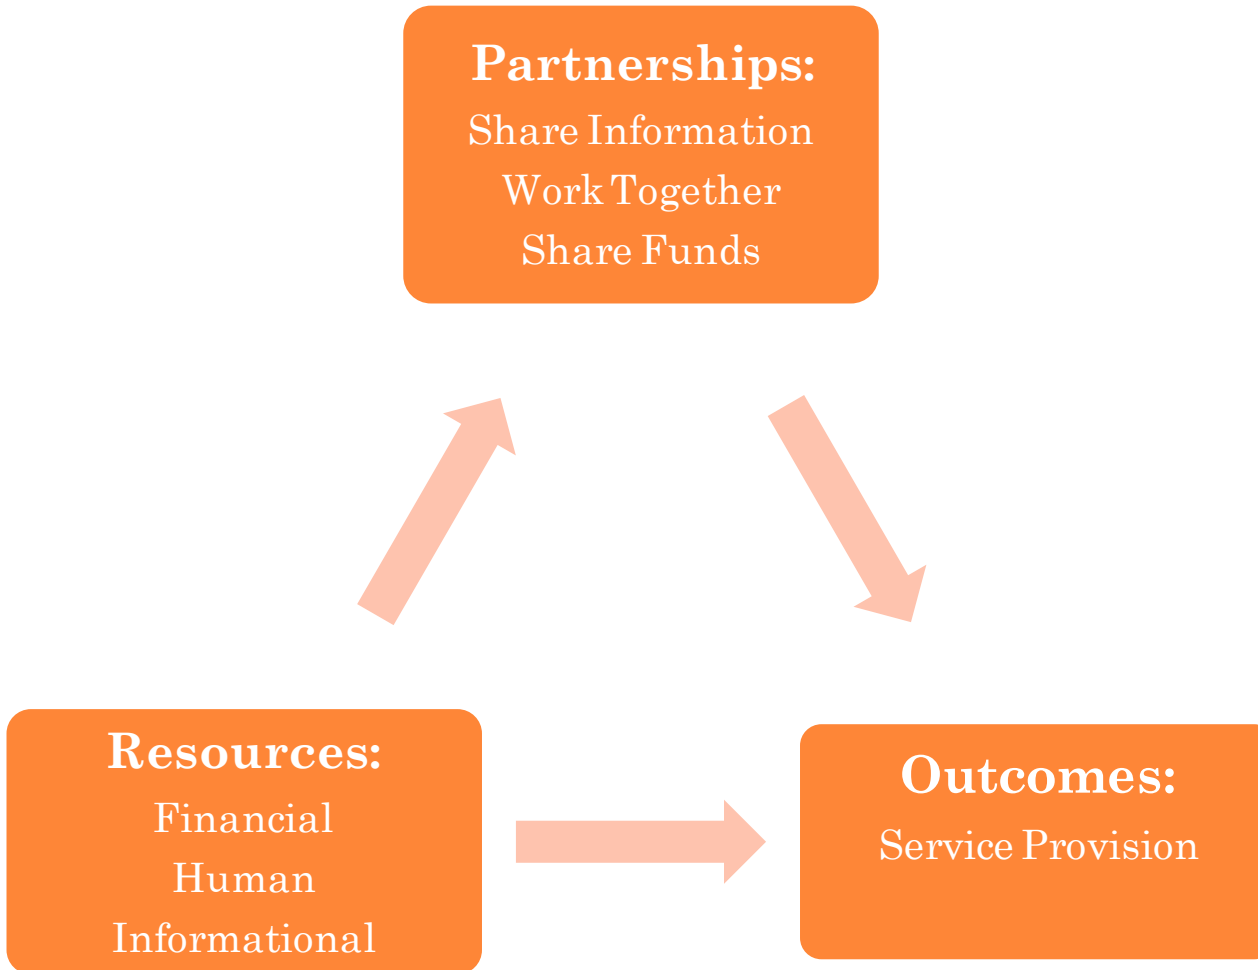 Partnerships:
Share Information
Work Together
Share Funds
Resources:
Financial
Human
Informational
Outcomes:
Service Provision